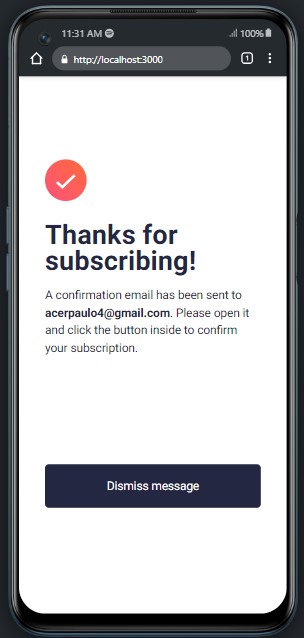 11:31 AM
100%
http://localhost:3000
1
Thanks for
subscribing!
A confirmation email has been sent to
acerpaulo4@gmail.com. Please open it
and click the button inside to confirm
your subscription.
Dismiss message